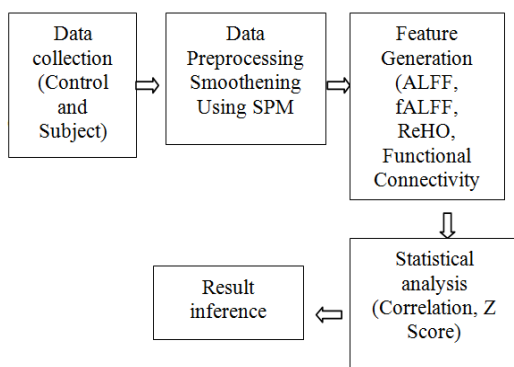 Data
collection
(Control
and
Subject)
Data
Preprocessing
Smoothening
Using SPM
Feature
Generation
(ALFF,
fALFF,
ReHO,
Functional
Connectivity
Statistical
analysis
(Correlation, Z
Score)
Result
inference